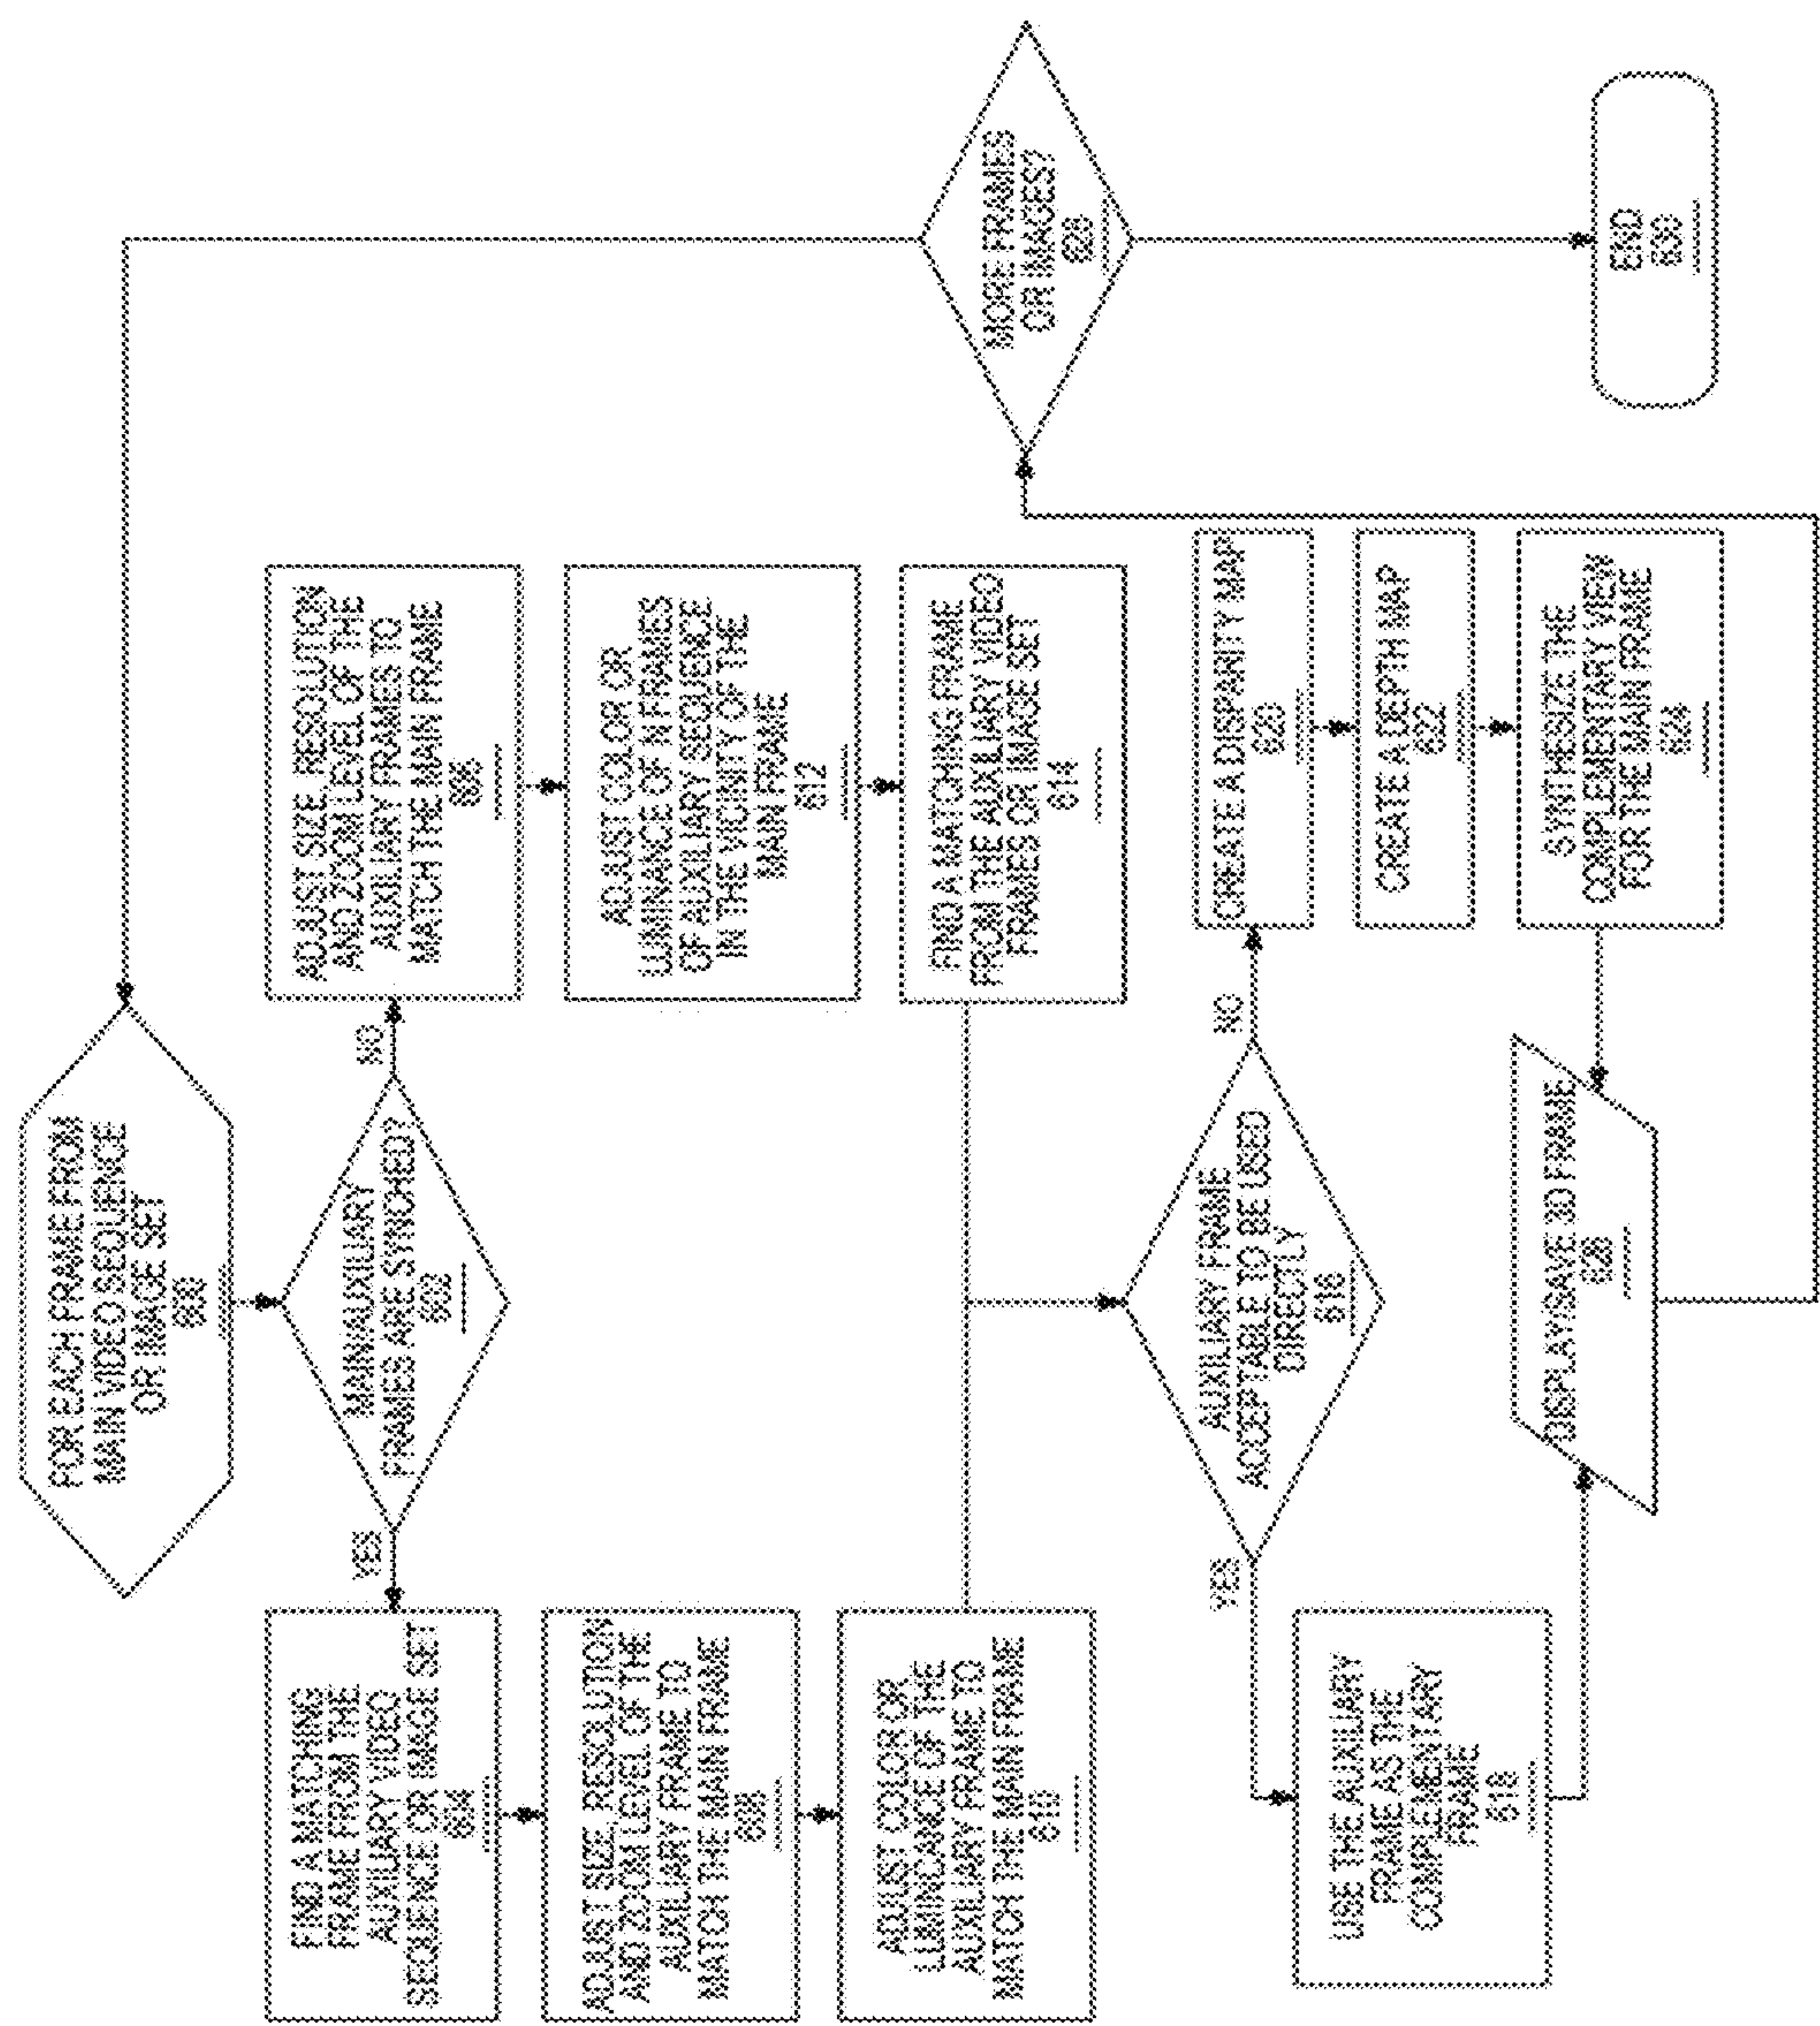 FOR EACH FRAME FROM
MAIN VIDEO SEQUENCE
OR IMAGE SET
600
MAIN/AUXILIARY
FRAMES ARE SYNCHED?
602
YES
NO
FIND A MATCHING
FRAME FROM THE
AUXILIARY VIDEO
SEQUENCE OR IMAGE SET
604
ADJUST SIZE, RESOLUTION
AND ZOOM LEVEL OF THE
AUXILIARY FRAME TO
MATCH THE MAIN FRAME
608
ADJUST COLOR OR
LUMINCANCE OF THE
AUXILIARY FRAME TO
MATCH THE MAIN FRAME
610
ADJUST SIZE, RESOLUTION
AND ZOOM LEVEL OF THE
AUXILIARY FRAMES TO
MATCH THE MAIN FRAME
606
ADJUST COLOR OR
LUMINANCE OF N FRAMES
OF AUXILIARY SEQUENCE
IN THE VICINITY OF THE
MAIN FRAME
612
FIND A MATCHING FRAME
FROM THE AUXILIARY VIDEO
FRAMES OR IMAGE SET
614
AUXILIARY FRAME
ACCEPTABLE TO BE USED
DIRECTLY
616
YES
NO
USE THE AUXILIARY
FRAME AS THE
COMPLEMENTARY
FRAME
618
CREATE A DISPARITY MAP
620
CREATE A DEPTH MAP
622
SYNTHESIZE THE
COMPLEMENTARY VIEW
FOR THE MAIN FRAME
624
DISPLAY/SAVE 3D FRAME
626
MORE FRAMES
OR IMAGES?
628
END
630